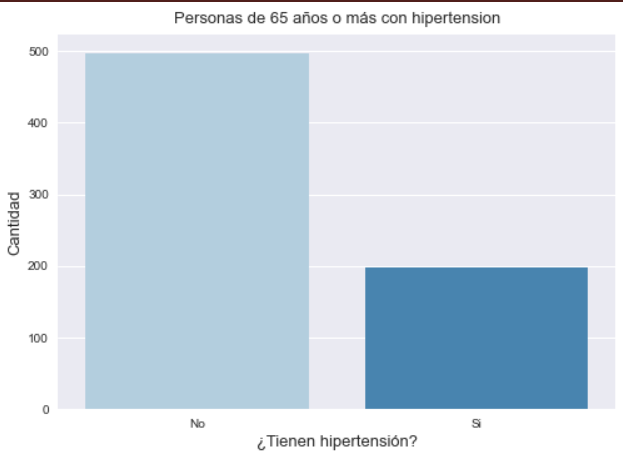 Personas de 65 años o más con hipertension
500
400
300
200
100
0
Cantidad
No
Si
¿Tienen hipertensión?